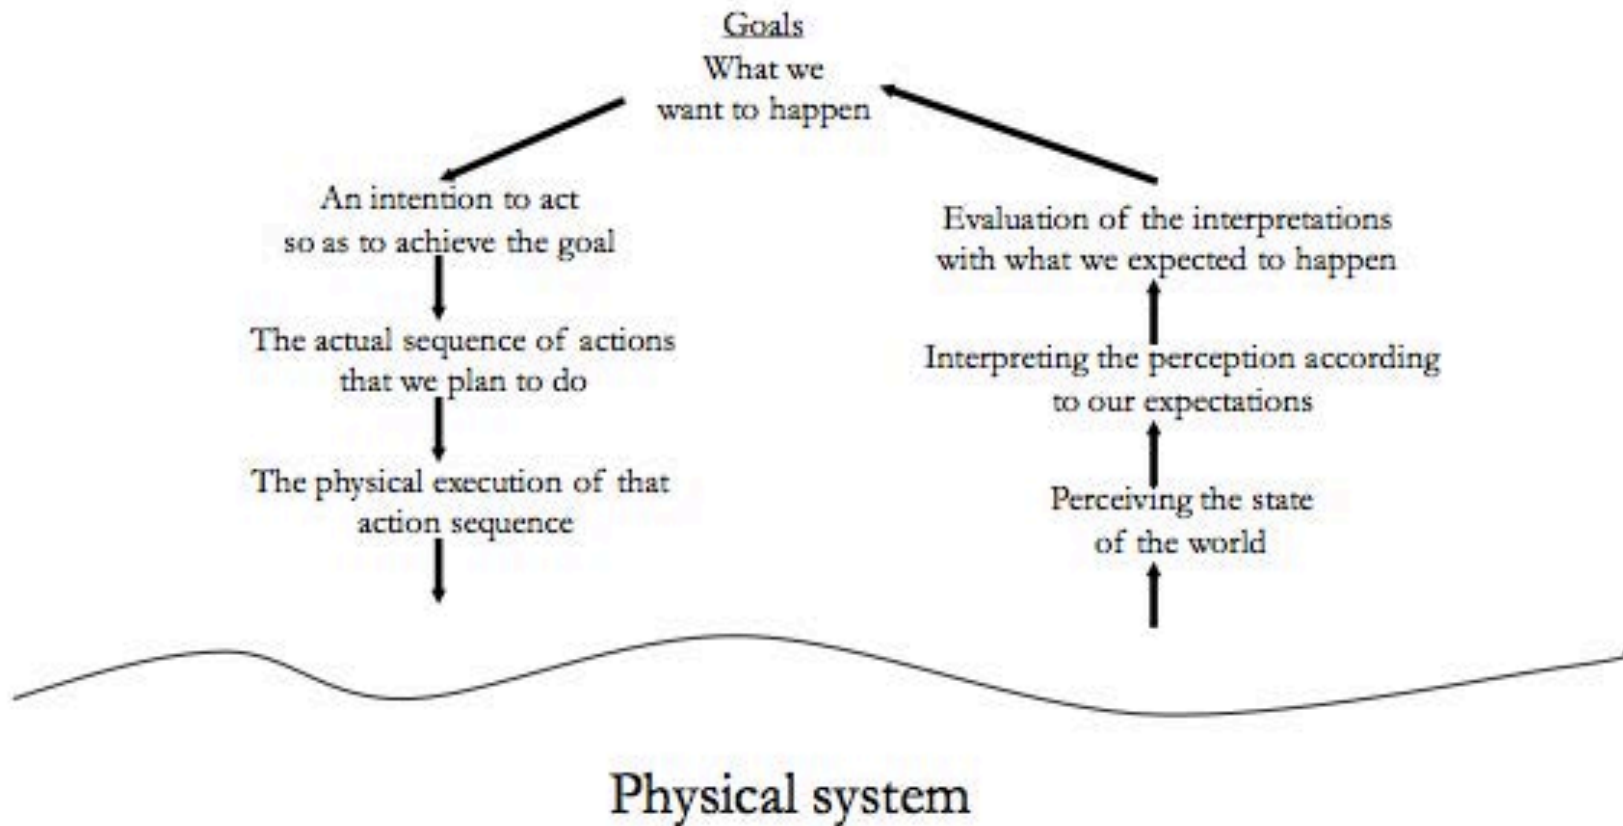 Goals
What we
want to happen
An intention to act
so as to achieve the goal
The actual sequence of actions
that we plan to do
The physical execution of that
action sequence
Evaluation of the interpretations
with what we expected to happen
Interpreting the perception according
to our expectations
Perceiving the state
of the world
Physical system